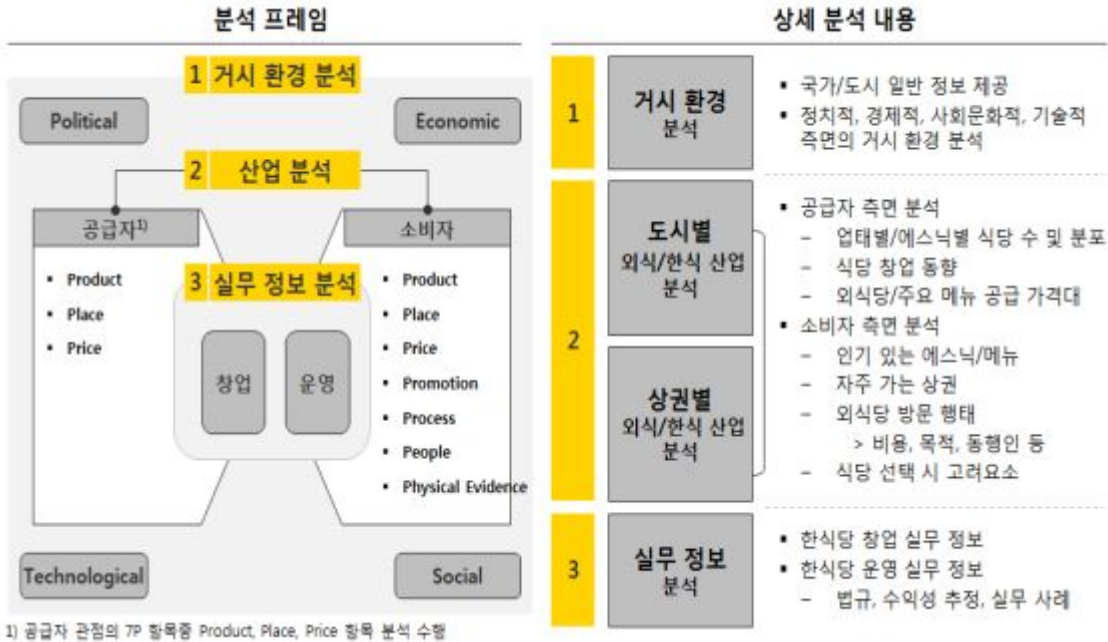 분석 프레임
1 거시 환경 분석
Political
Economic
2 산업 분석
공급자1)
소비자
▪ Product
▪ Place
▪ Price
3 실무 정보 분석
창업
운영
▪ Product
▪ Place
▪ Price
▪ Promotion
▪ Process
▪ People
▪ Physical Evidence
Technological
Social
1) 공급자 관점의 7P 항목중 Product, Place, Price 항목 분석 수행
상세 분석 내용
1
거시 환경
분석
▪ 국가/도시 일반 정보 제공
▪ 정치적, 경제적, 사회문화적, 기술적
측면의 거시 환경 분석
2
도시별
외식/한식 산업
분석
상권별
외식/한식 산업
분석
▪ 공급자 측면 분석
– 업태별/에스닉별 식당 수 및 분포
– 식당 창업 동향
– 외식당/주요 메뉴 공급 가격대
▪ 소비자 측면 분석
– 인기 있는 에스닉/메뉴
– 자주 가는 상권
– 외식당 방문 행태
> 비용, 목적, 동행인 등
– 식당 선택 시 고려요소
3
실무 정보
분석
▪ 한식당 창업 실무 정보
▪ 한식당 운영 실무 정보
– 법규, 수익성 추정, 실무 사례